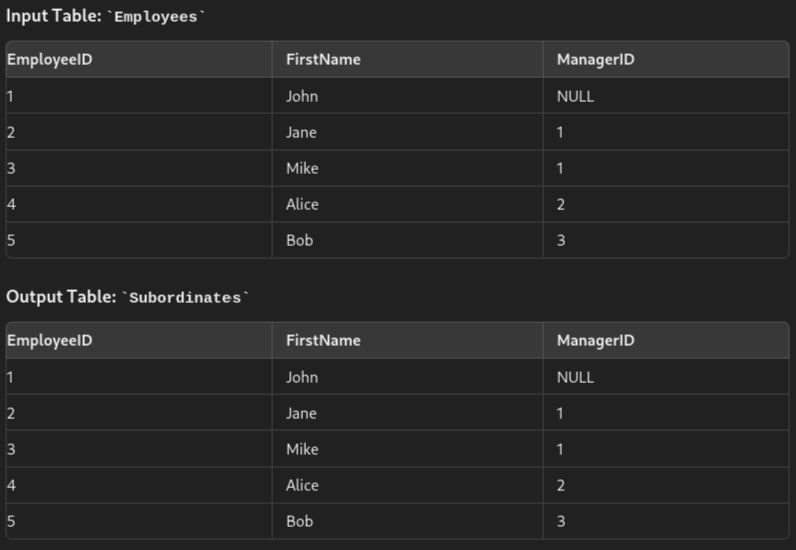 Input Table: `Employees`
EmployeeID FirstName ManagerID
1 John NULL
2 Jane 1
3 Mike 1
4 Alice 2
5 Bob 3
Output Table: `Subordinates`
EmployeeID FirstName ManagerID
1 John NULL
2 Jane 1
3 Mike 1
4 Alice 2
5 Bob 3